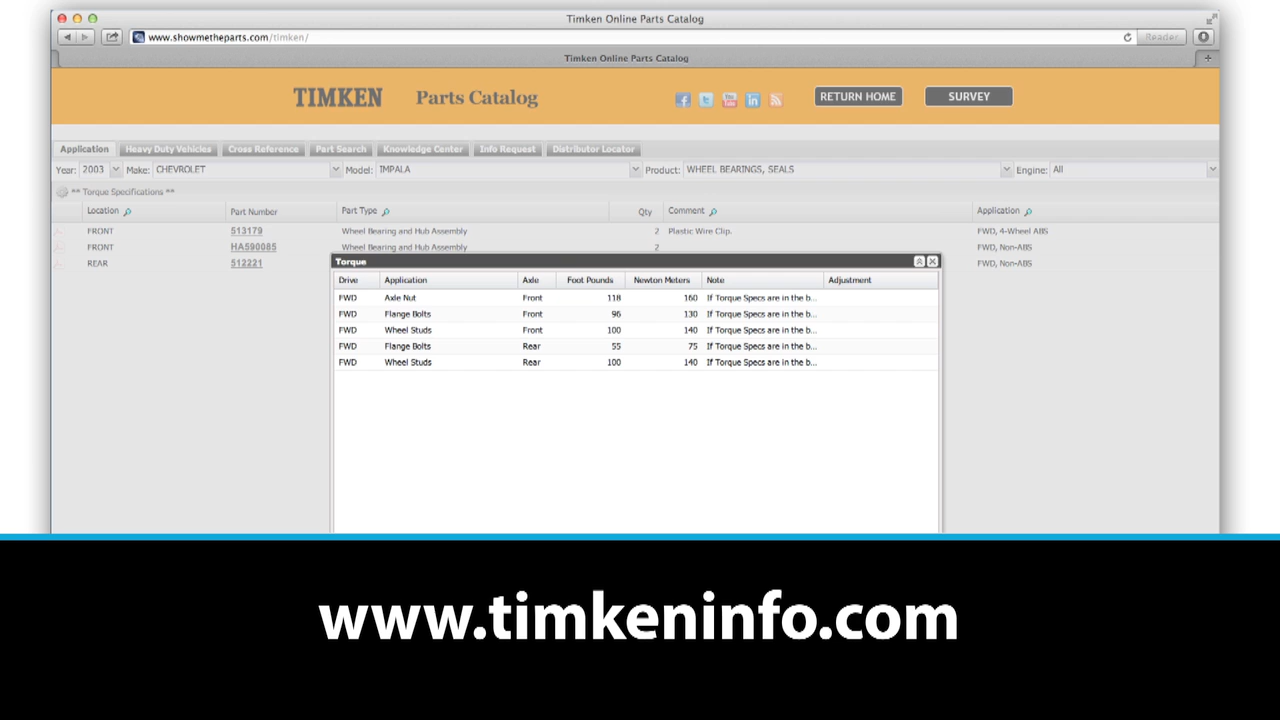 Timken Online Parts Catalog
www.showmetheparts.com/timken/
Reader
Timken Online Parts Catalog
TIMKEN Parts Catalog RETURN HOME SURVEY
Application Heavy Duty Vehicles Cross Reference Part Search Knowledge Center Info Request Distributor Locator
Year: 2003 Make: CHEVROLET Model: IMPALA Product: WHEEL BEARINGS, SEALS Engine: All
** Torque Specifications **
Location Part Number Part Type Qty Comment Application
FRONT 513179 Wheel Bearing and Hub Assembly 2 Plastic Wire Clip. FWD, 4-Wheel ABS
FRONT HA590085 Wheel Bearing and Hub Assembly 2 FWD, Non-ABS
REAR 512221 FWD, Non-ABS
Torque
Drive Application Axle Foot Pounds Newton Meters Note Adjustment
FWD Axle Nut Front 118 160 If Torque Specs are in the b...
FWD Flange Bolts Front 96 130 If Torque Specs are in the b...
FWD Wheel Studs Front 100 140 If Torque Specs are in the b...
FWD Flange Bolts Rear 55 75 If Torque Specs are in the b...
FWD Wheel Studs Rear 100 140 If Torque Specs are in the b...
www.timkeninfo.com